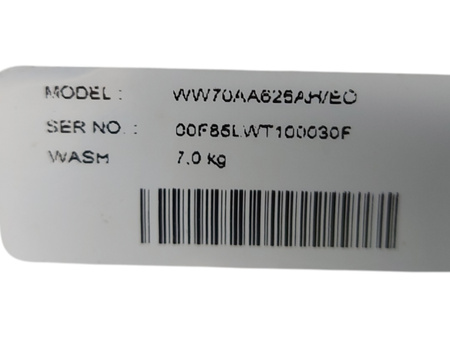 MODEL : WW70AA626AH/EO
SER NO. : 00F85LWT100030F
WASH 7.0 kg